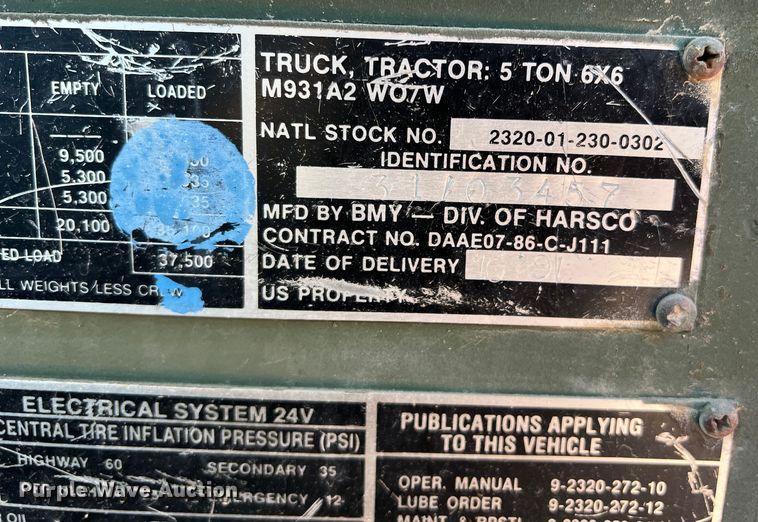 EMPTY LOADED
9,500
5,300 35
5,300 35
20,100
ED LOAD 37,500
LL WEIGHTS LESS CREW
TRUCK, TRACTOR: 5 TON 6X6
M931A2 WO/W
NATL STOCK NO. 2320-01-230-0302
IDENTIFICATION NO.
MFD BY BMY — DIV. OF HARSCO
CONTRACT NO. DAAE07-86-C-J111
DATE OF DELIVERY
US PROPERTY
ELECTRICAL SYSTEM 24V
CENTRAL TIRE INFLATION PRESSURE (PSI)
HIGHWAY 60 SECONDARY 35
EMERGENCY 12
OIL
PUBLICATIONS APPLYING
TO THIS VEHICLE
OPER. MANUAL 9-2320-272-10
LUBE ORDER 9-2320-272-12
Purple Wave Auction